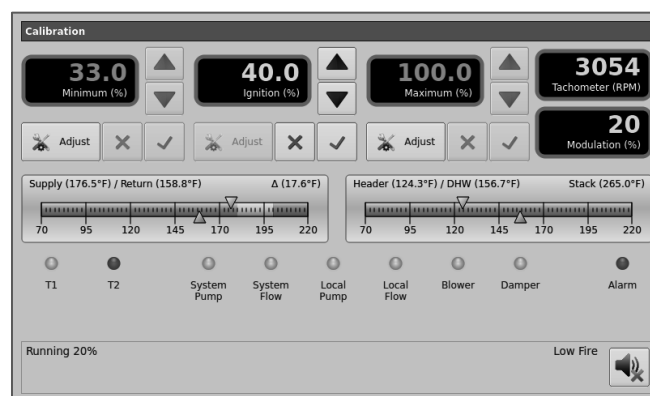 Calibration
33.0
Minimum (%)
40.0
Ignition (%)
100.0
Maximum (%)
3054
Tachometer (RPM)
20
Modulation (%)
Adjust
Adjust
Adjust
Supply (176.5°F) / Return (158.8°F) Δ (17.6°F)
70 95 120 145 170 195 220
Header (124.3°F) / DHW (156.7°F) Stack (265.0°F)
70 95 120 145 170 195 220
T1
T2
System Pump
System Flow
Local Pump
Local Flow
Blower
Damper
Alarm
Running 20%
Low Fire